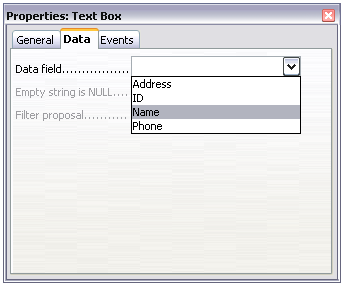 Properties: Text Box
General Data Events
Data field..................
Address
Empty string is NULL....
ID
Name
Filter proposal............
Phone